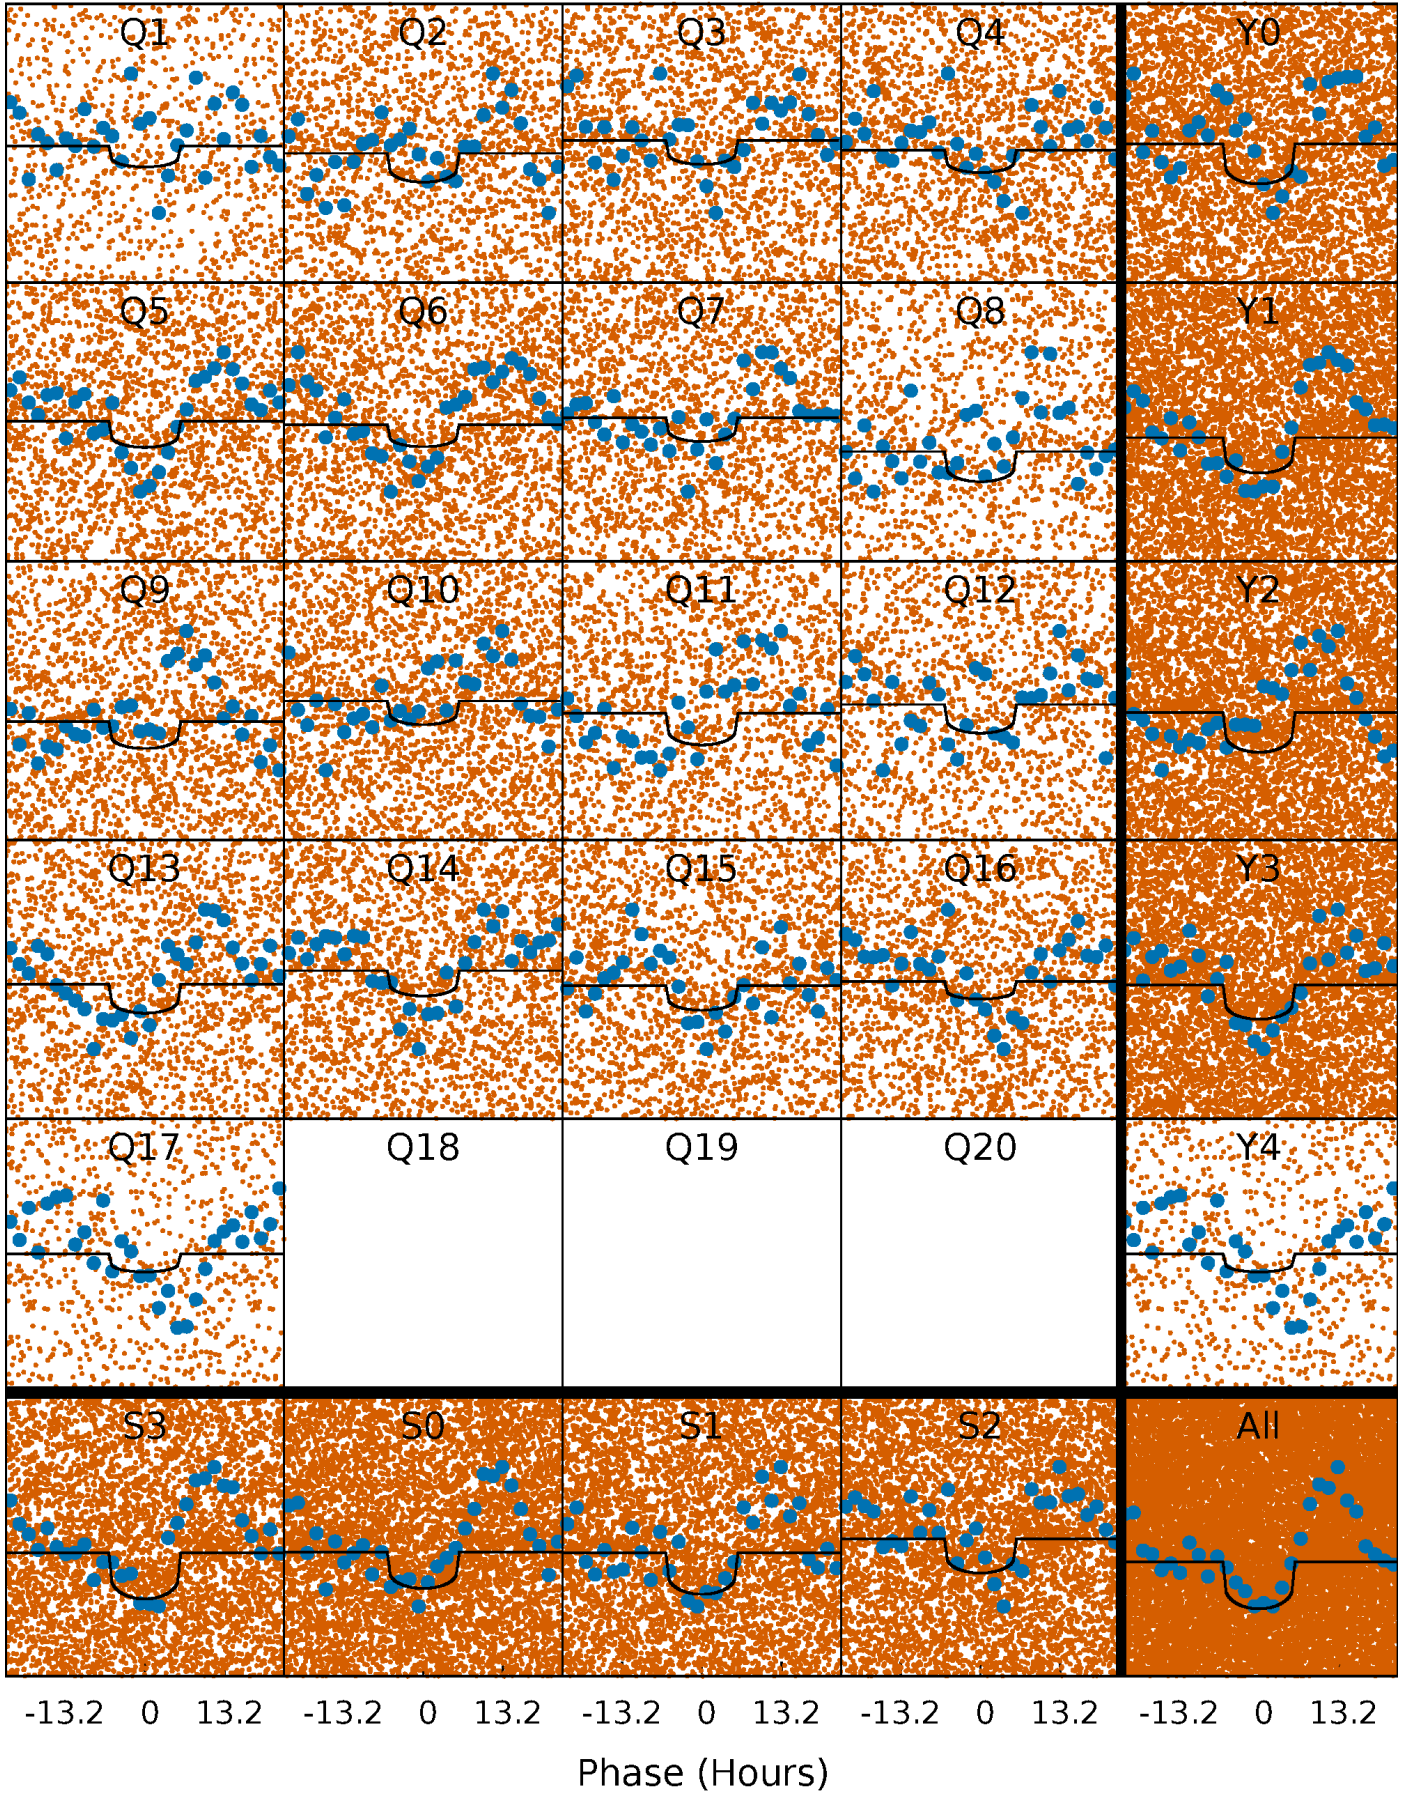 Q1 Q2 Q3 Q4 Y0
Q5 Q6 Q7 Q8 Y1
Q9 Q10 Q11 Q12 Y2
Q13 Q14 Q15 Q16 Y3
Q17 Q18 Q19 Q20 Y4
S3 S0 S1 S2 All
-13.2 0 13.2 -13.2 0 13.2 -13.2 0 13.2 -13.2 0 13.2 -13.2 0 13.2
Phase (Hours)